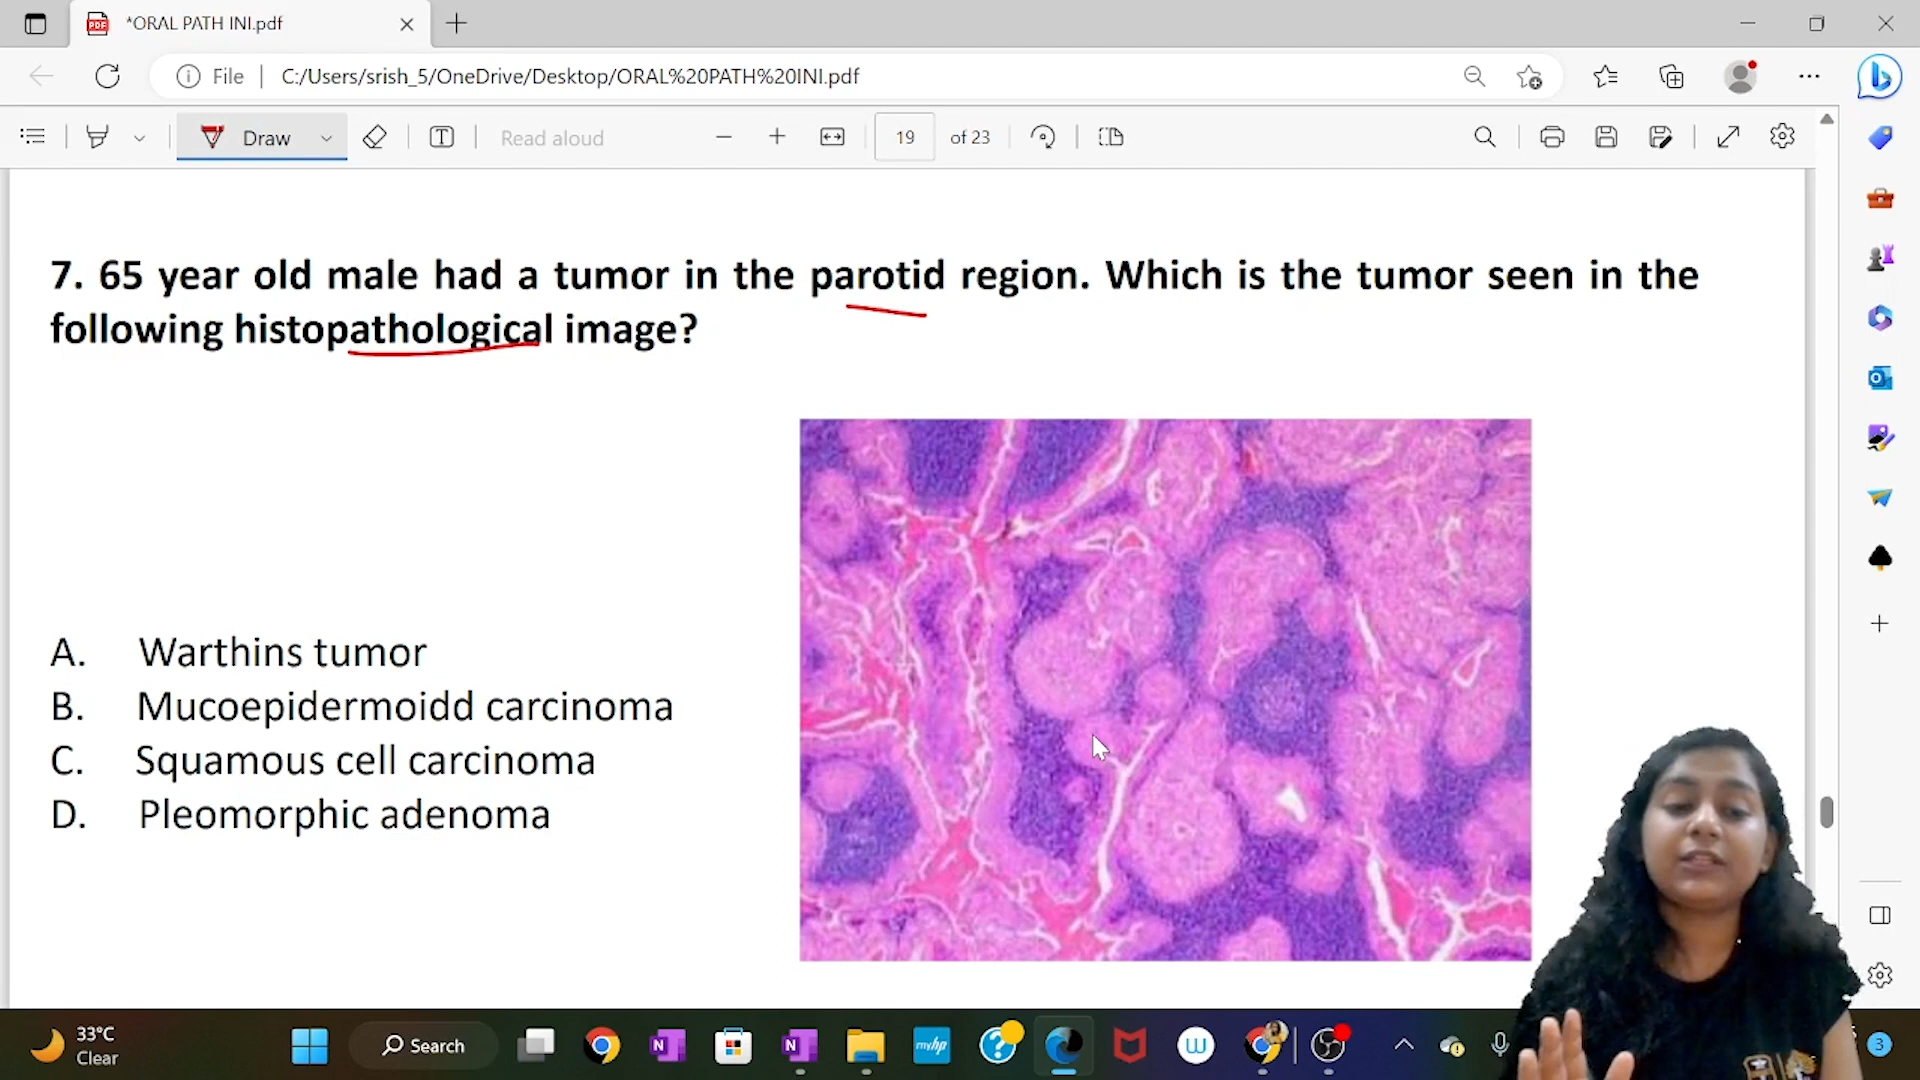 *ORAL PATH INI.pdf
File
C:/Users/srish_5/OneDrive/Desktop/ORAL%20PATH%20INI.pdf
Draw
Read aloud
19
of 23
7. 65 year old male had a tumor in the parotid region. Which is the tumor seen in the
following histopathological image?
A. Warthins tumor
B. Mucoepidermoidd carcinoma
C. Squamous cell carcinoma
D. Pleomorphic adenoma
33°C
Clear
Search
myhp
3